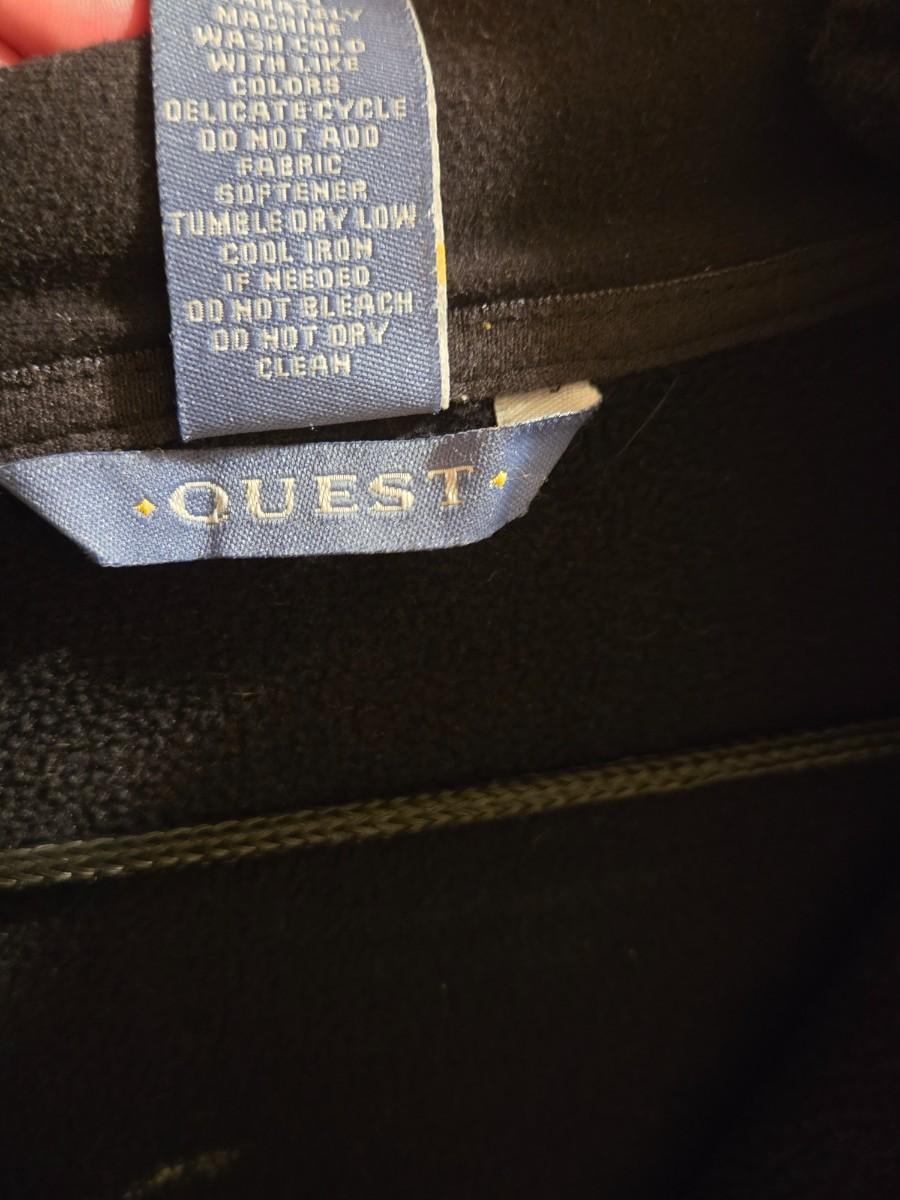 MACHINE
WASH COLD
WITH LIKE
COLORS
DELICATE CYCLE
DO NOT ADD
FABRIC
SOFTENER
TUMBLE DRY LOW
COOL IRON
IF NEEDED
DO NOT BLEACH
DO NOT DRY
CLEAN
QUEST